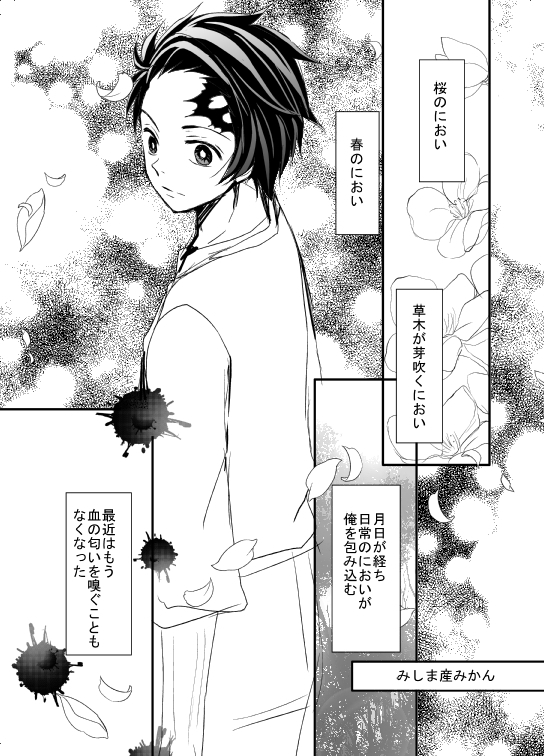 桜のにおい
春のにおい
草木が芽吹くにおい
月日が経ち
日常のにおいが
俺を包み込む
最近はもう
血の匂いを嗅ぐことも
なくなった
みしま産みかん